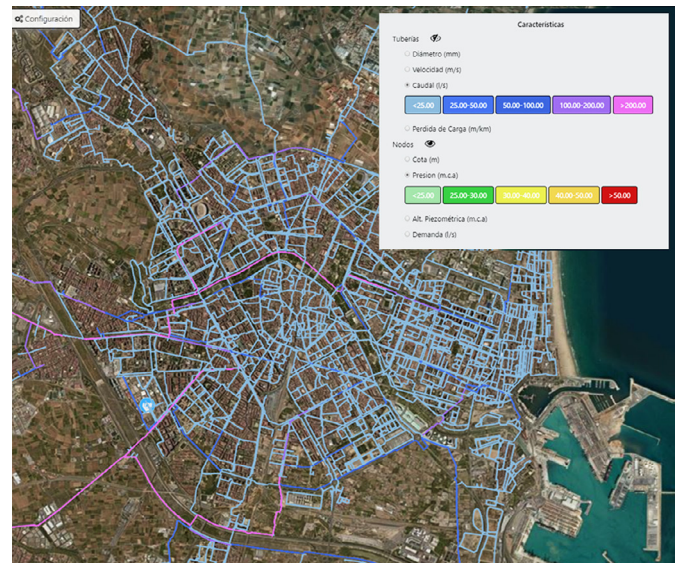 Configuración
Características
Tuberías
Diámetro (mm)
Velocidad (m/s)
Caudal (l/s)
<25.00 25.00-50.00 50.00-100.00 100.00-200.00 >200.00
Perdida de Carga (m/km)
Nodos
Cota (m)
Presion (m.c.a)
<25.00 25.00-30.00 30.00-40.00 40.00-50.00 >50.00
Alt. Piezométrica (m.c.a)
Demanda (l/s)